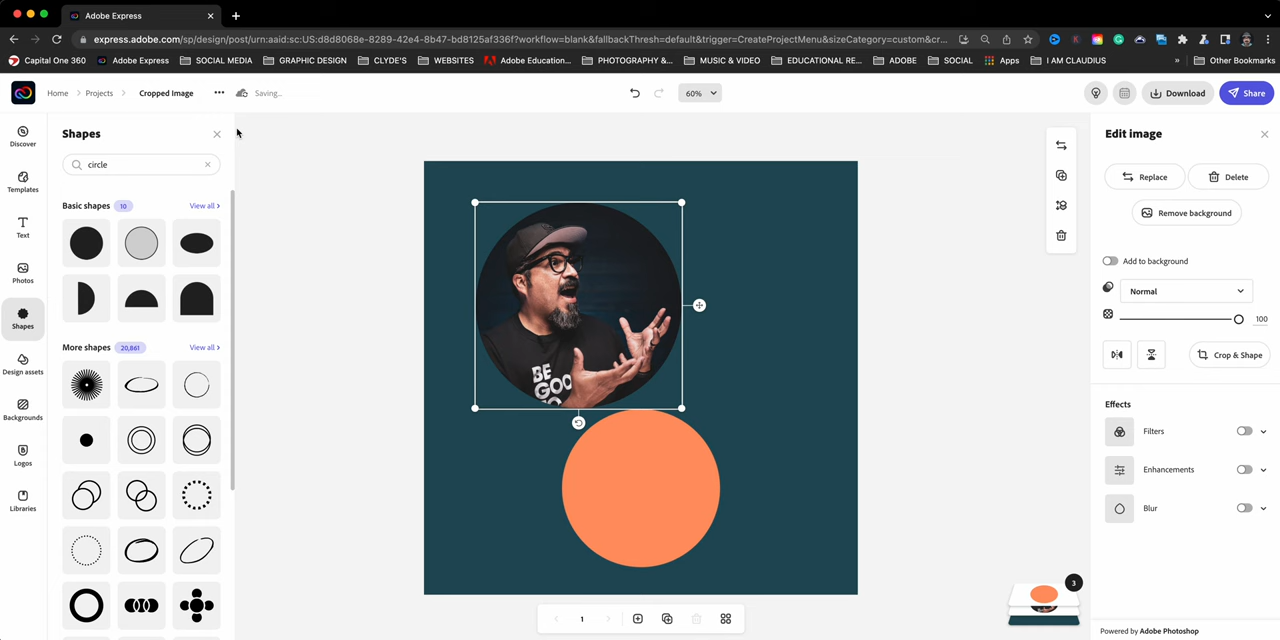 Adobe Express
express.adobe.com/sp/design/post/urn:aaid:sc:US:d8d8068e-8289-42e4-8b47-bd8125af336f?workflow=blank&fallbackThresh=default&trigger=CreateProjectMenu&sizeCategory=custom&cr...
Capital One 360
Adobe Express
SOCIAL MEDIA
GRAPHIC DESIGN
CLYDE'S
WEBSITES
Adobe Education...
PHOTOGRAPHY &...
MUSIC & VIDEO
EDUCATIONAL RE...
ADOBE
SOCIAL
Apps
I AM CLAUDIUS
»
Other Bookmarks
Home
Projects
Cropped Image
Saving...
60%
Download
Share
Discover
Templates
Text
Photos
Shapes
Design assets
Backgrounds
Logos
Libraries
Shapes
circle
Basic shapes 10 View all
More shapes 20,861 View all
BE
GOO
1
3
Edit image
Replace
Delete
Remove background
Add to background
Normal
100
Crop & Shape
Effects
Filters
Enhancements
Blur
Powered by Adobe Photoshop